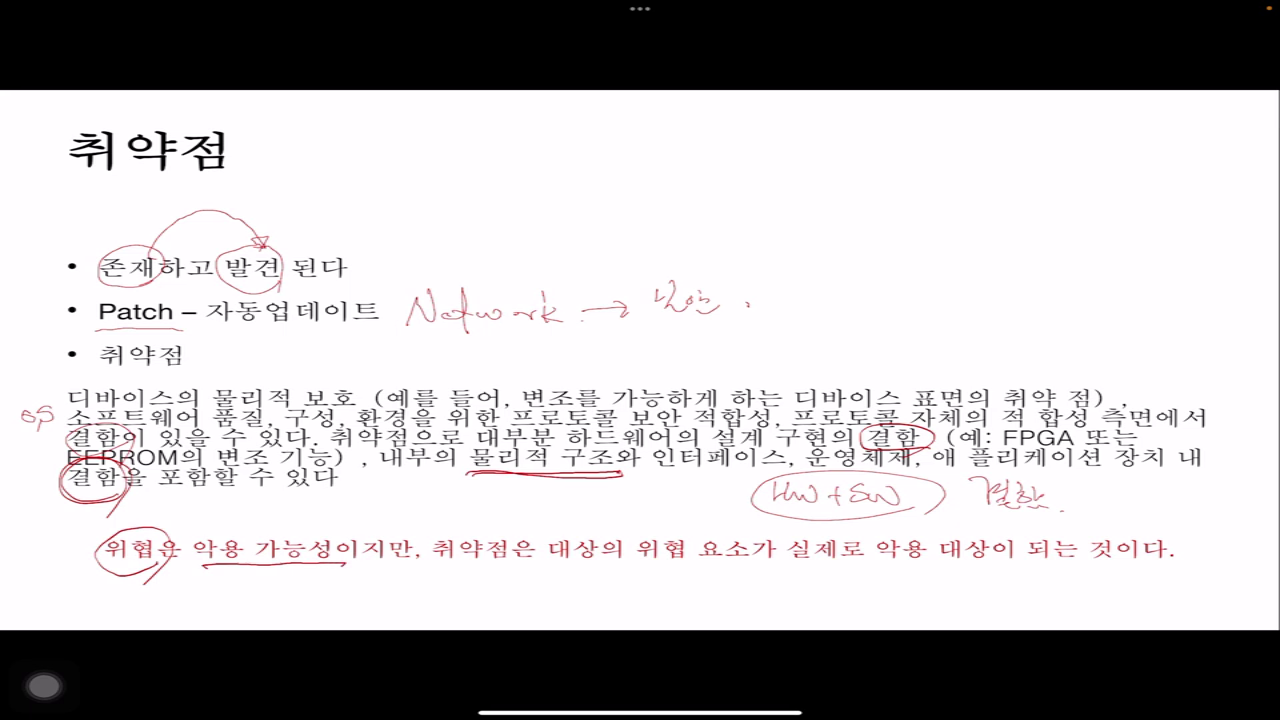 취약점
• 존재하고 발견 된다
• Patch – 자동업데이트 Network → 보안
• 취약점
디바이스의 물리적 보호 (예를 들어, 변조를 가능하게 하는 디바이스 표면의 취약 점) ,
소프트웨어 품질, 구성, 환경을 위한 프로토콜 보안 적합성, 프로토콜 자체의 적 합성 측면에서
결함이 있을 수 있다. 취약점으로 대부분 하드웨어의 설계 구현의 결함 (예: FPGA 또는
EEPROM의 변조 기능) , 내부의 물리적 구조와 인터페이스, 운영체제, 애 플리케이션 장치 내
결함을 포함할 수 있다
HW + SW 결함.
위협은 악용 가능성이지만, 취약점은 대상의 위협 요소가 실제로 악용 대상이 되는 것이다.